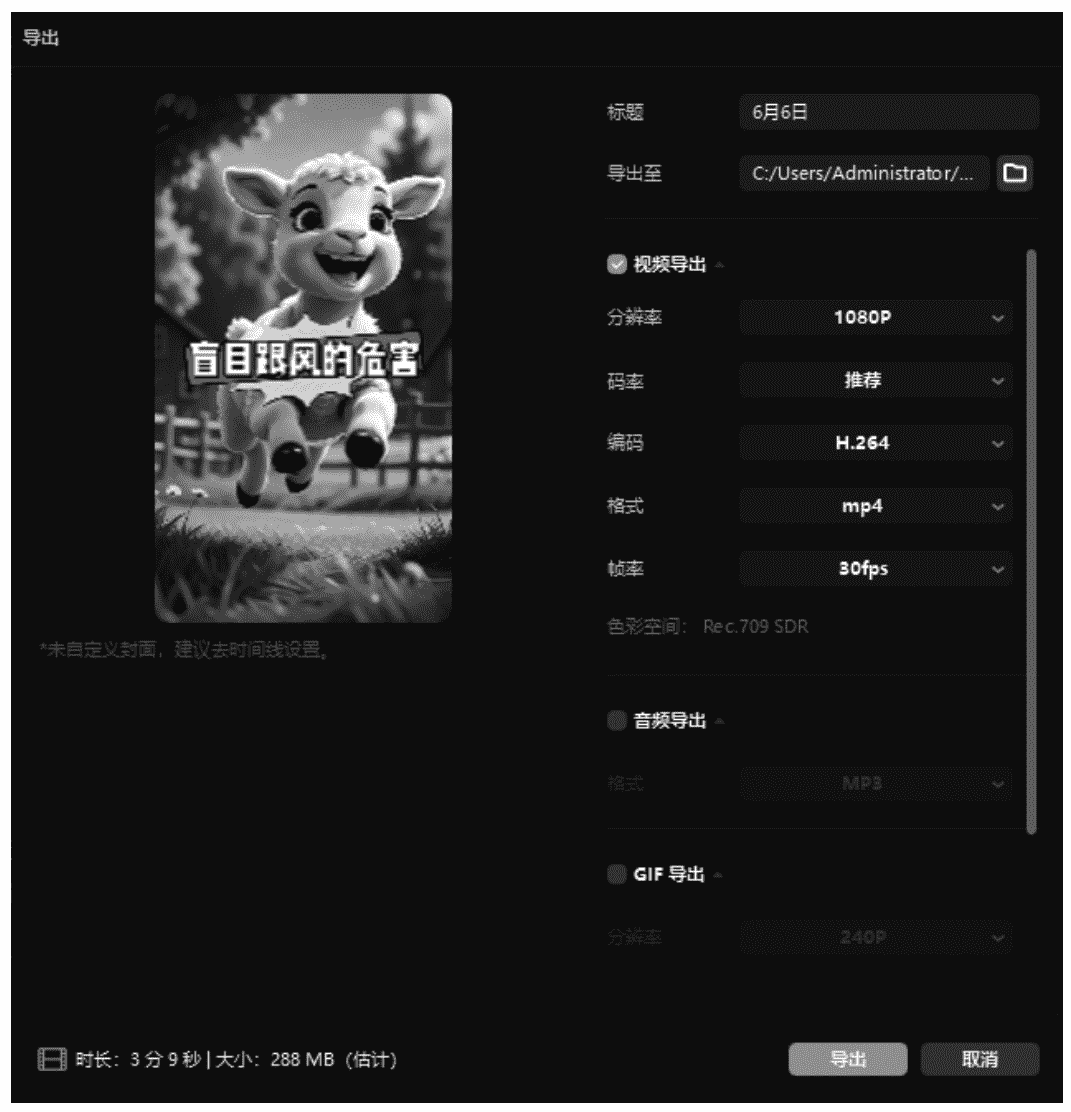 导出
盲目跟风的危害
*未自定义封面，建议去时间线设置。
标题 6月6日
导出至 C:/Users/Administrator/...
视频导出
分辨率 1080P
码率 推荐
编码 H.264
格式 mp4
帧率 30fps
色彩空间： Rec.709 SDR
音频导出
格式 MP3
GIF 导出
分辨率 240P
时长：3 分 9 秒 | 大小：288 MB（估计）
导出 取消